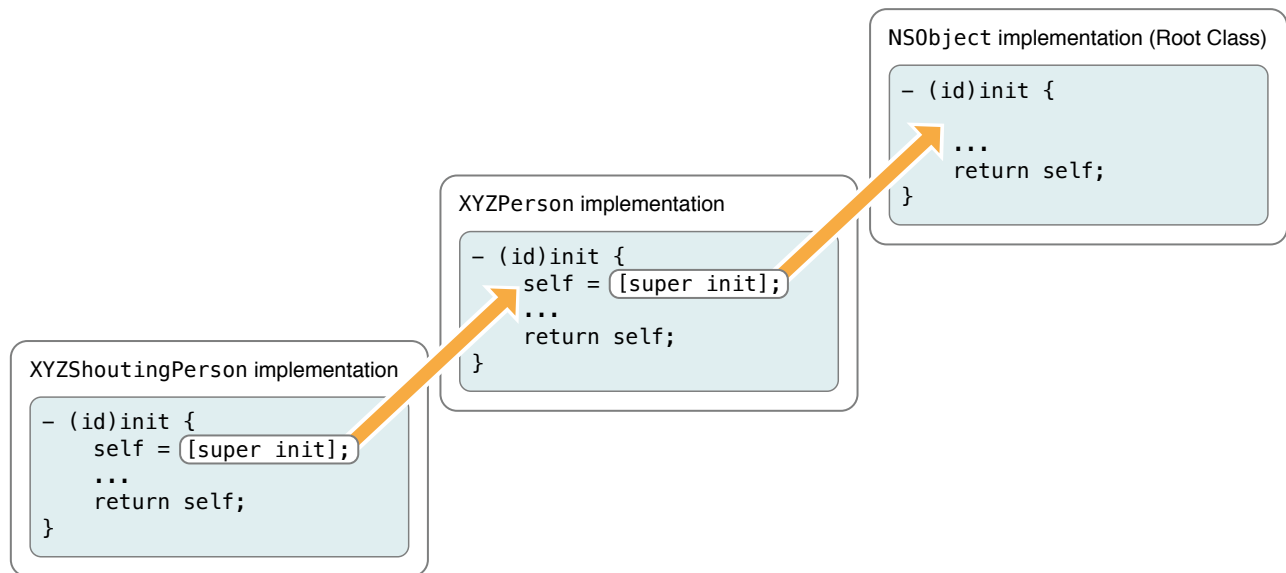 NSObject implementation (Root Class)
– (id)init {
...
return self;
}
XYZPerson implementation
– (id)init {
self = [super init];
...
return self;
}
XYZShoutingPerson implementation
– (id)init {
self = [super init];
...
return self;
}